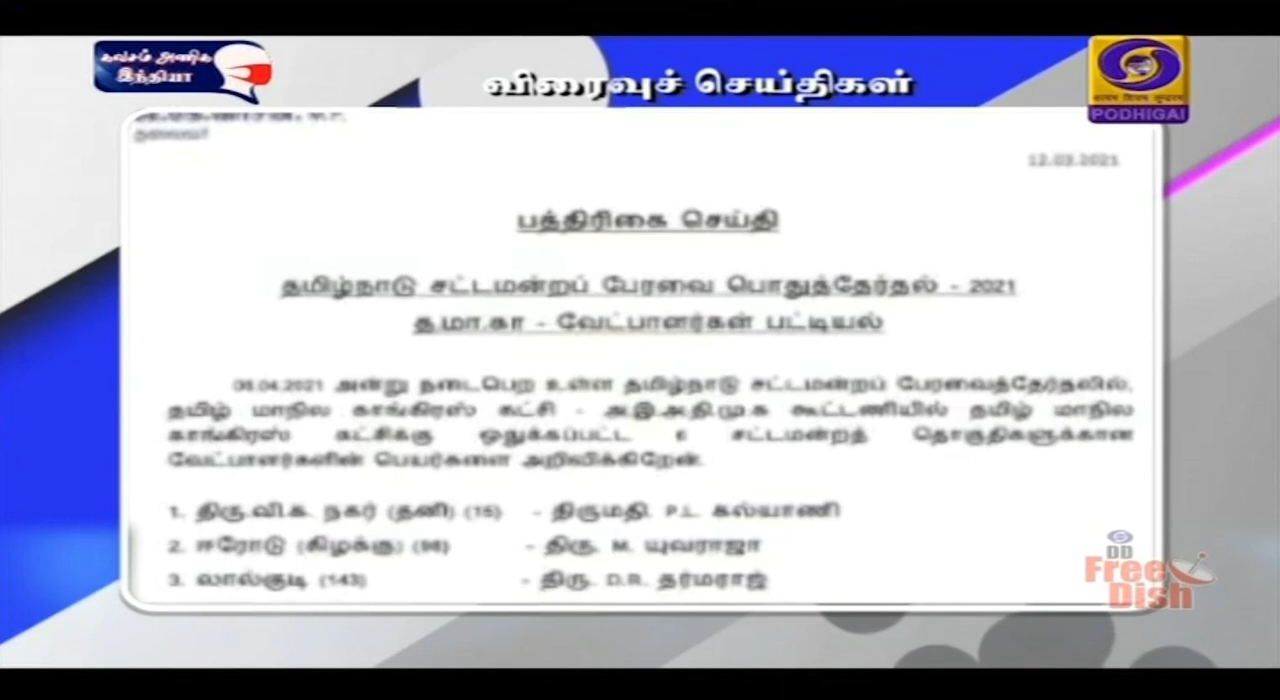 கவசம் அணிக
இந்தியா
விரைவுச் செய்திகள்
PODHIGAI
தலைவர்
12.03.2021
பத்திரிகை செய்தி
தமிழ்நாடு சட்டமன்றப் பேரவை பொதுத்தேர்தல் - 2021
த.மா.கா - வேட்பாளர்கள் பட்டியல்
06.04.2021 அன்று நடைபெற உள்ள தமிழ்நாடு சட்டமன்றப் பேரவைத்தேர்தலில்,
தமிழ் மாநில காங்கிரஸ் கட்சி - அ.இ.அ.தி.மு.க கூட்டணியில் தமிழ் மாநில
காங்கிரஸ் கட்சிக்கு ஒதுக்கப்பட்ட 6 சட்டமன்றத் தொகுதிகளுக்கான
வேட்பாளர்களின் பெயர்களை அறிவிக்கிறேன்.
1. திரு.வி.க. நகர் (தனி) (15) - திருமதி. P.L. கல்யாணி
2. ஈரோடு (கிழக்கு) (98) - திரு. M. யுவராஜா
3. லால்குடி (143) - திரு. D.R. தர்மராஜ்
DD
Free
Dish